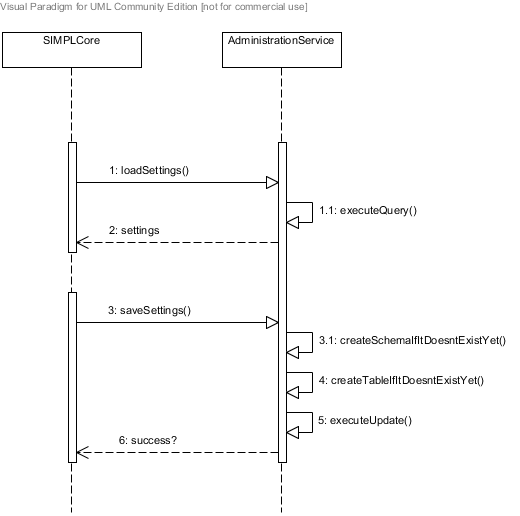 Visual Paradigm for UML Community Edition [not for commercial use]
SIMPLCore
AdministrationService
1: loadSettings()
1.1: executeQuery()
2: settings
3: saveSettings()
3.1: createSchemaIfItDoesntExistYet()
4: createTableIfItDoesntExistYet()
5: executeUpdate()
6: success?